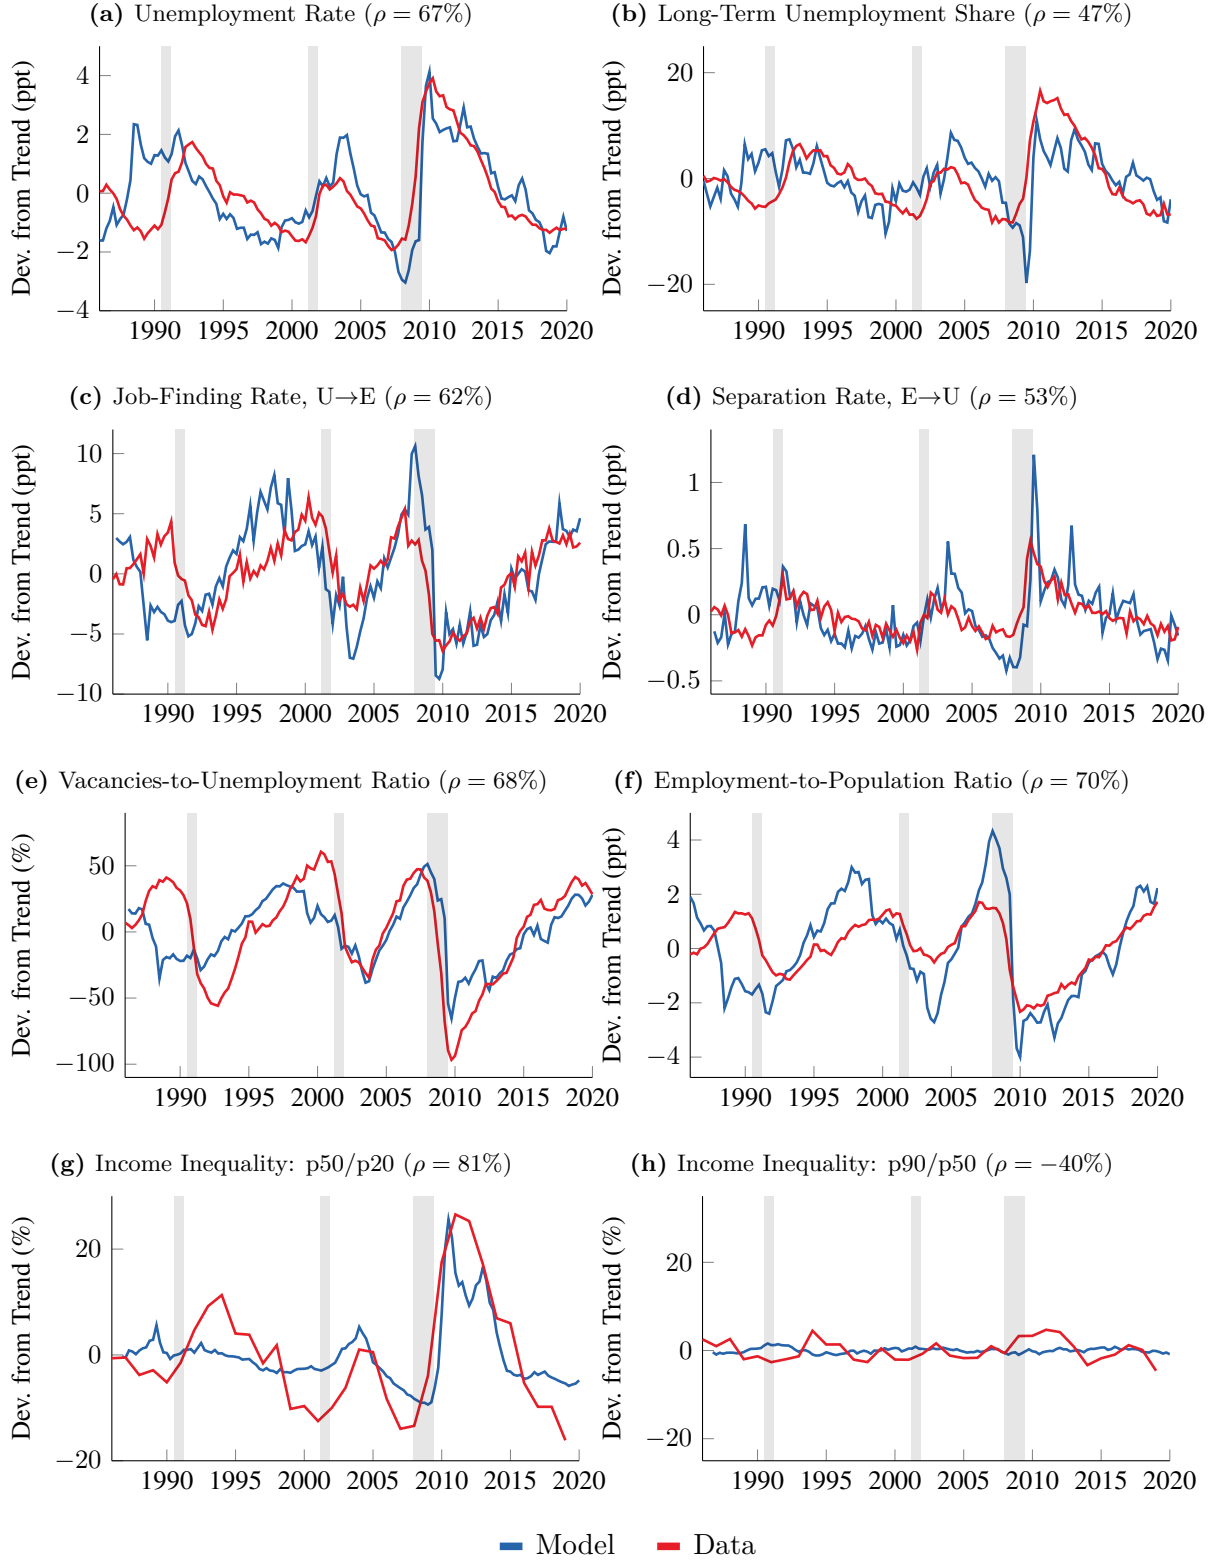 (a) Unemployment Rate (ρ = 67%)
(b) Long-Term Unemployment Share (ρ = 47%)
Dev. from Trend (ppt)
4
2
0
−2
−4
1990 1995 2000 2005 2010 2015 2020
Dev. from Trend (ppt)
20
0
−20
1990 1995 2000 2005 2010 2015 2020
(c) Job-Finding Rate, U→E (ρ = 62%)
(d) Separation Rate, E→U (ρ = 53%)
Dev. from Trend (ppt)
10
5
0
−5
−10
1990 1995 2000 2005 2010 2015 2020
Dev. from Trend (ppt)
1
0.5
0
−0.5
1990 1995 2000 2005 2010 2015 2020
(e) Vacancies-to-Unemployment Ratio (ρ = 68%)
(f) Employment-to-Population Ratio (ρ = 70%)
Dev. from Trend (%)
50
0
−50
−100
1990 1995 2000 2005 2010 2015 2020
Dev. from Trend (ppt)
4
2
0
−2
−4
1990 1995 2000 2005 2010 2015 2020
(g) Income Inequality: p50/p20 (ρ = 81%)
(h) Income Inequality: p90/p50 (ρ = −40%)
Dev. from Trend (%)
20
0
−20
1990 1995 2000 2005 2010 2015 2020
Dev. from Trend (%)
20
0
−20
1990 1995 2000 2005 2010 2015 2020
Model Data